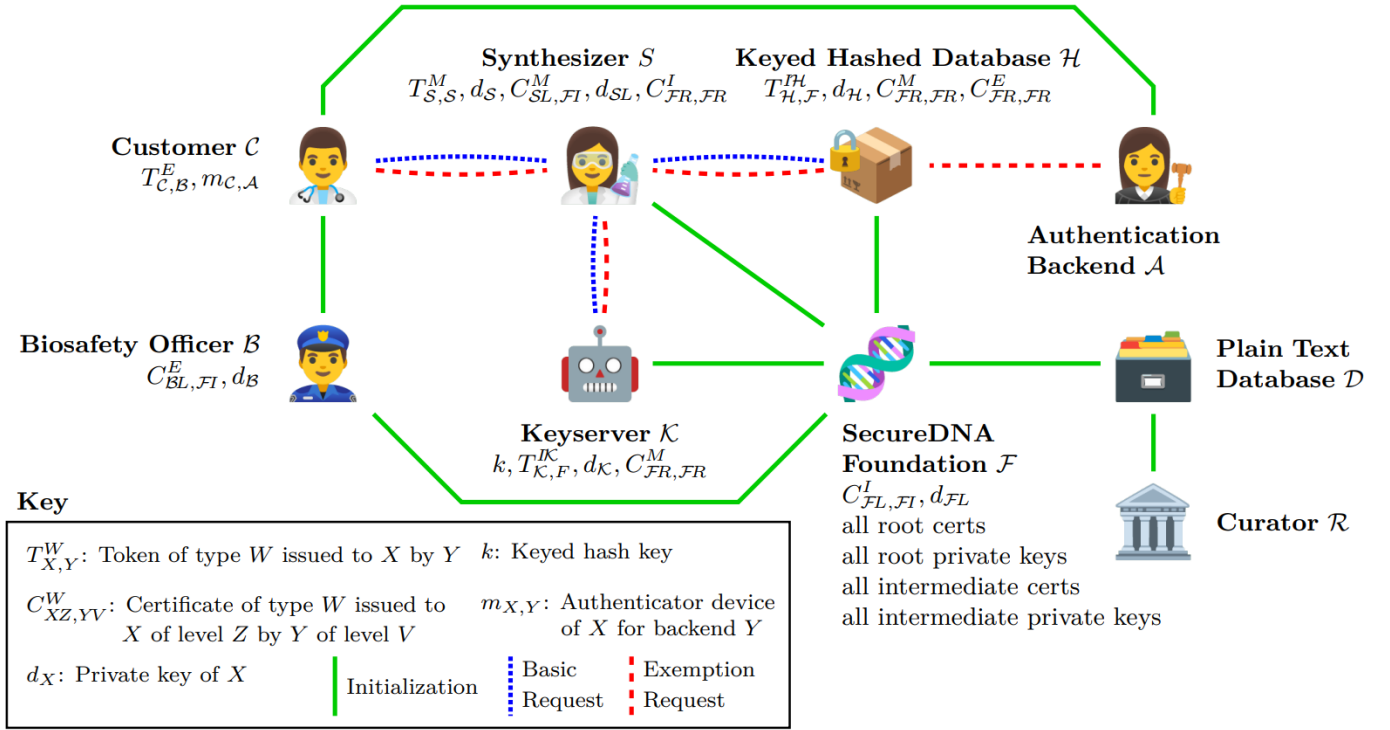 Synthesizer S
T^M_{S,S}, d_S, C^M_{SL,FI}, d_{SL}, C^I_{FR,FR}
Keyed Hashed Database H
T^{IH}_{H,F}, d_H, C^M_{FR,FR}, C^E_{FR,FR}
Customer C
T^E_{C,B}, m_{C,A}
Authentication
Backend A
Biosafety Officer B
C^E_{BL,FI}, d_B
Keyserver K
k, T^{IK}_{K,F}, d_K, C^M_{FR,FR}
SecureDNA
Foundation F
C^I_{FL,FI}, d_{FL}
all root certs
all root private keys
all intermediate certs
all intermediate private keys
Plain Text
Database D
Curator R
Key
T^W_{X,Y}: Token of type W issued to X by Y
k: Keyed hash key
C^W_{XZ,YV}: Certificate of type W issued to
X of level Z by Y of level V
m_{X,Y}: Authenticator device
of X for backend Y
d_X: Private key of X
Initialization
Basic
Request
Exemption
Request